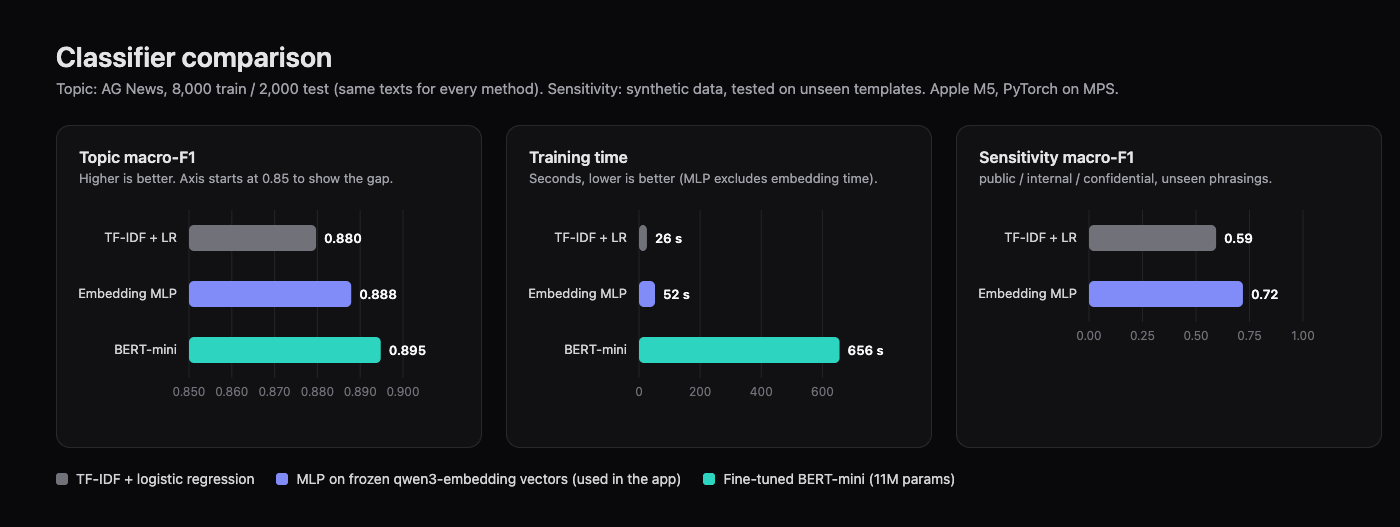 Classifier comparison
Topic: AG News, 8,000 train / 2,000 test (same texts for every method). Sensitivity: synthetic data, tested on unseen templates. Apple M5, PyTorch on MPS.
Topic macro-F1
Higher is better. Axis starts at 0.85 to show the gap.
TF-IDF + LR 0.880
Embedding MLP 0.888
BERT-mini 0.895
0.850 0.860 0.870 0.880 0.890 0.900
Training time
Seconds, lower is better (MLP excludes embedding time).
TF-IDF + LR 26 s
Embedding MLP 52 s
BERT-mini 656 s
0 200 400 600
Sensitivity macro-F1
public / internal / confidential, unseen phrasings.
TF-IDF + LR 0.59
Embedding MLP 0.72
0.00 0.25 0.50 0.75 1.00
TF-IDF + logistic regression MLP on frozen qwen3-embedding vectors (used in the app) Fine-tuned BERT-mini (11M params)